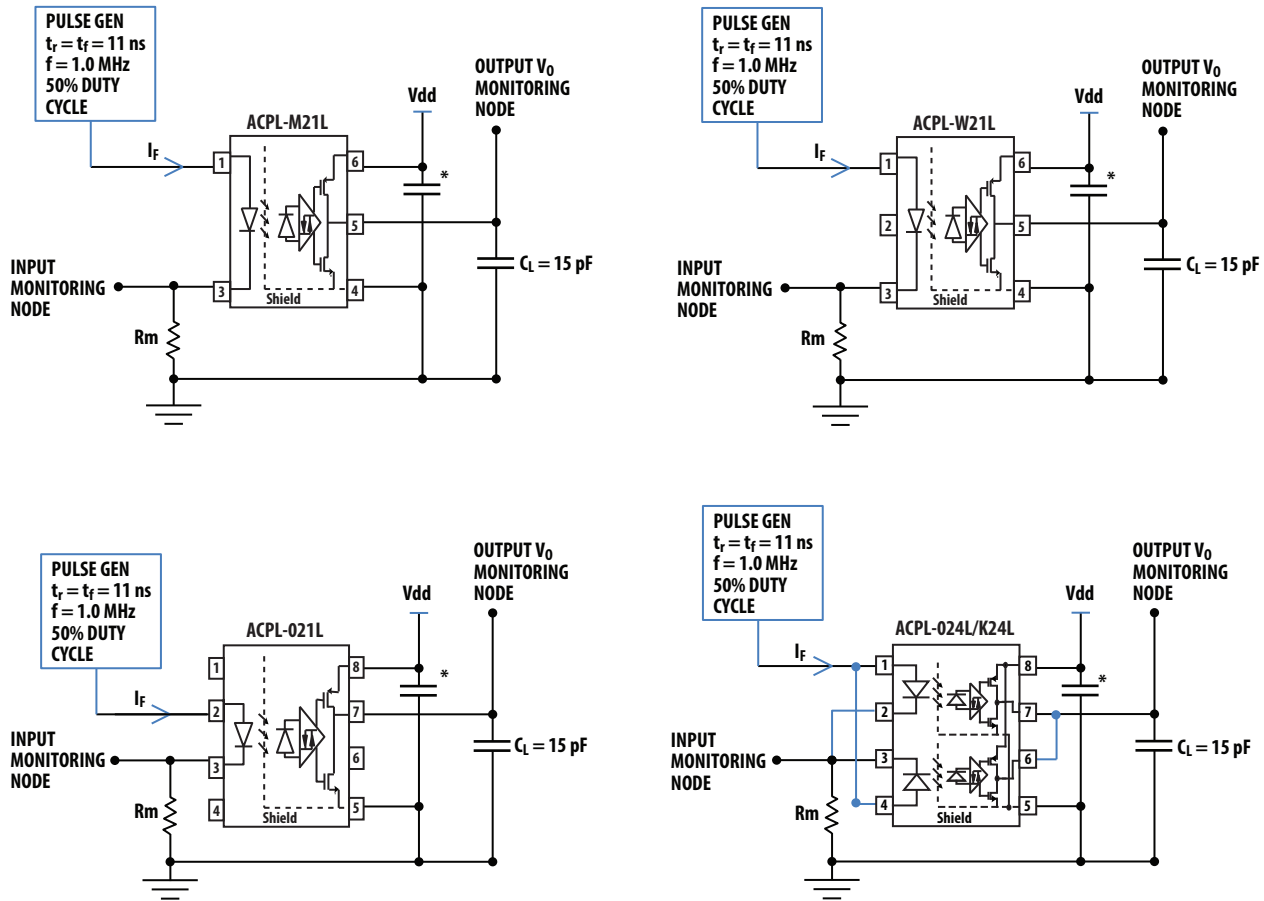 PULSE GEN
tr = tf = 11 ns
f = 1.0 MHz
50% DUTY
CYCLE
OUTPUT V0
MONITORING
NODE
Vdd
ACPL-M21L
IF
1
6
*
5
CL = 15 pF
INPUT
MONITORING
NODE
3
4
Shield
Rm
PULSE GEN
tr = tf = 11 ns
f = 1.0 MHz
50% DUTY
CYCLE
OUTPUT V0
MONITORING
NODE
Vdd
ACPL-W21L
IF
1
6
*
2
5
CL = 15 pF
INPUT
MONITORING
NODE
3
4
Shield
Rm
PULSE GEN
tr = tf = 11 ns
f = 1.0 MHz
50% DUTY
CYCLE
OUTPUT V0
MONITORING
NODE
Vdd
ACPL-021L
1
8
*
IF
2
7
CL = 15 pF
INPUT
MONITORING
NODE
3
6
4
5
Shield
Rm
PULSE GEN
tr = tf = 11 ns
f = 1.0 MHz
50% DUTY
CYCLE
OUTPUT V0
MONITORING
NODE
Vdd
ACPL-024L/K24L
IF
1
8
*
2
7
CL = 15 pF
INPUT
MONITORING
NODE
3
6
4
5
Shield
Rm